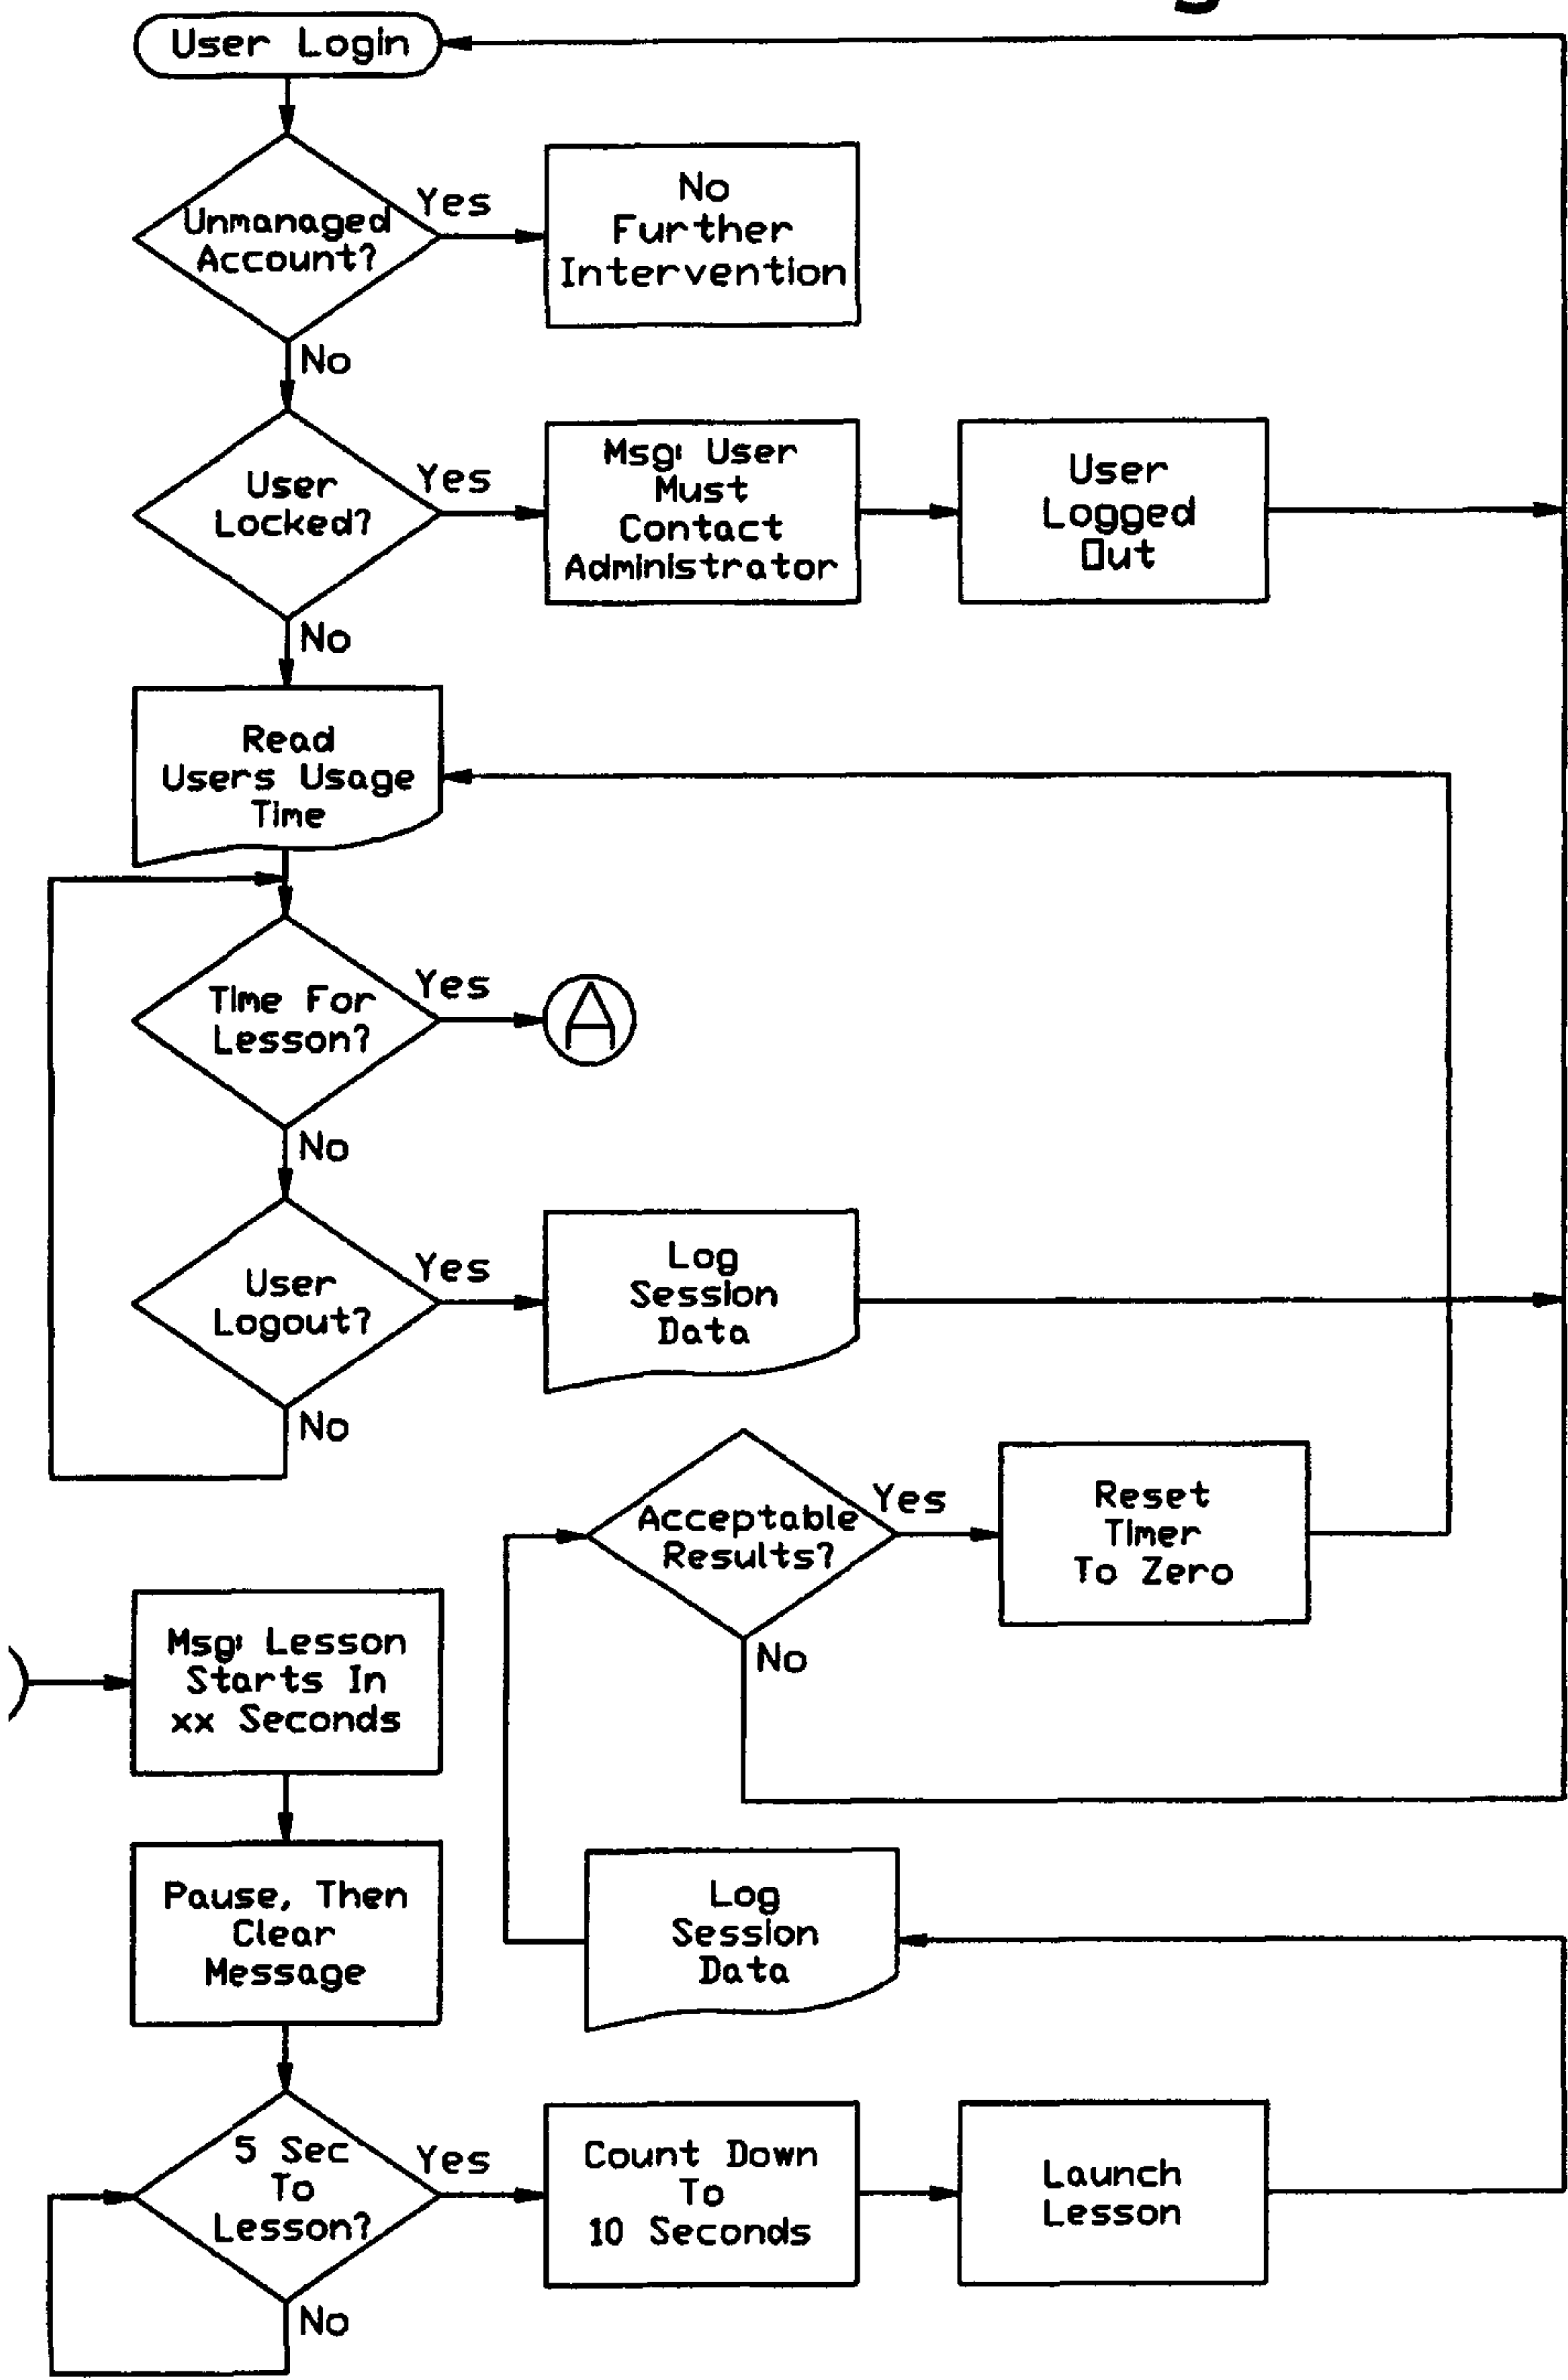 User Login
Unmanaged
Account?
Yes
No
Further
Intervention
No
User
Locked?
Yes
Msg: User
Must
Contact
Administrator
User
Logged
Out
No
Read
Users Usage
Time
Time For
Lesson?
Yes
A
No
User
Logout?
Yes
Log
Session
Data
No
Acceptable
Results?
Yes
Reset
Timer
To Zero
No
Msg: Lesson
Starts In
xx Seconds
Pause, Then
Clear
Message
Log
Session
Data
5 Sec
To
Lesson?
Yes
Count Down
To
10 Seconds
Launch
Lesson
No